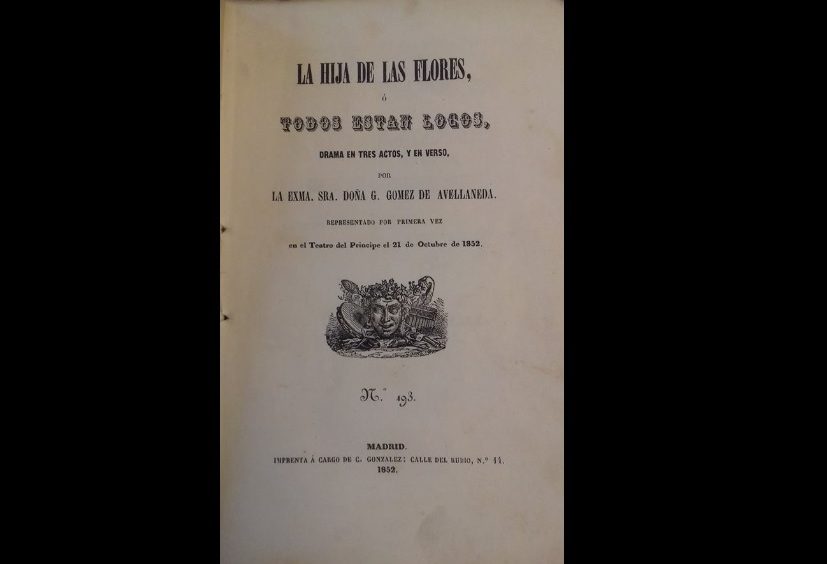 LA HIJA DE LAS FLORES,
ó
TODOS ESTAN LOCOS,
DRAMA EN TRES ACTOS, Y EN VERSO,
POR
LA EXMA. SRA. DOÑA G. GOMEZ DE AVELLANEDA.
REPRESENTADO POR PRIMERA VEZ
en el Teatro del Príncipe el 21 de Octubre de 1852.
N.º 193.
MADRID.
IMPRENTA Á CARGO DE C. GONZALEZ: CALLE DEL RUBIO, N.º 14.
1852.